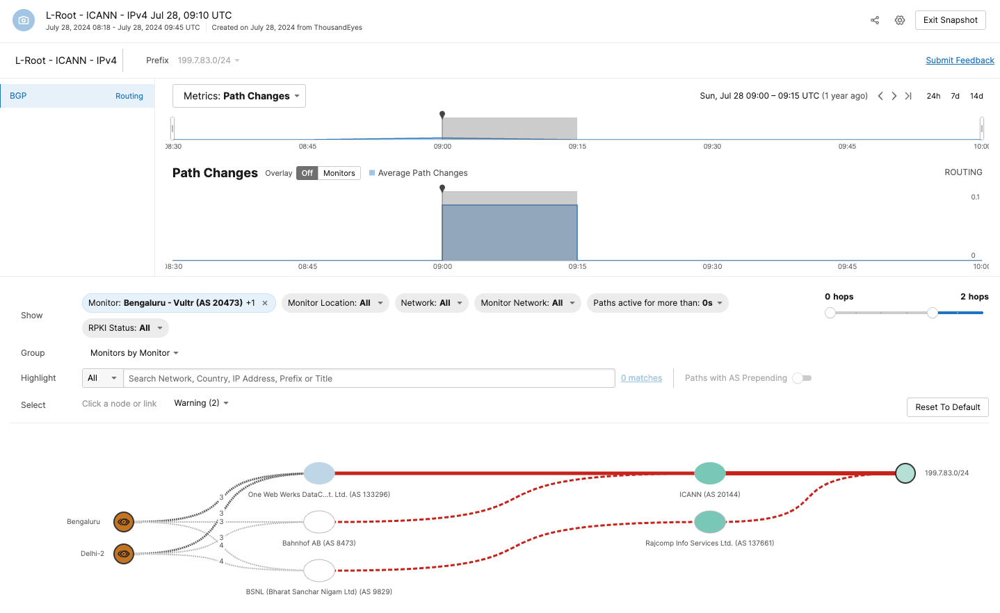 L-Root - ICANN - IPv4 Jul 28, 09:10 UTC
July 28, 2024 08:18 - July 28, 2024 09:45 UTC Created on July 28, 2024 from ThousandEyes
Exit Snapshot
L-Root - ICANN - IPv4
Prefix 199.7.83.0/24
Submit Feedback
BGP Routing
Metrics: Path Changes
Sun, Jul 28 09:00 – 09:15 UTC (1 year ago)
24h 7d 14d
08:30 08:45 09:00 09:15 09:30 09:45 10:00
Path Changes Overlay Off Monitors Average Path Changes
ROUTING
0.1
0
08:30 08:45 09:00 09:15 09:30 09:45 10:00
Show
Monitor: Bengaluru - Vultr (AS 20473) +1 × Monitor Location: All Network: All Monitor Network: All Paths active for more than: 0s
RPKI Status: All
0 hops 2 hops
Group Monitors by Monitor
Highlight All Search Network, Country, IP Address, Prefix or Title 0 matches Paths with AS Prepending
Select Click a node or link Warning (2)
Reset To Default
199.7.83.0/24
One Web Werks DataC...t. Ltd. (AS 133296)
ICANN (AS 20144)
3
3
Bengaluru
3
Bahnhof AB (AS 8473)
Rajcomp Info Services Ltd. (AS 137661)
3
4
Delhi-2
4
BSNL (Bharat Sanchar Nigam Ltd) (AS 9829)